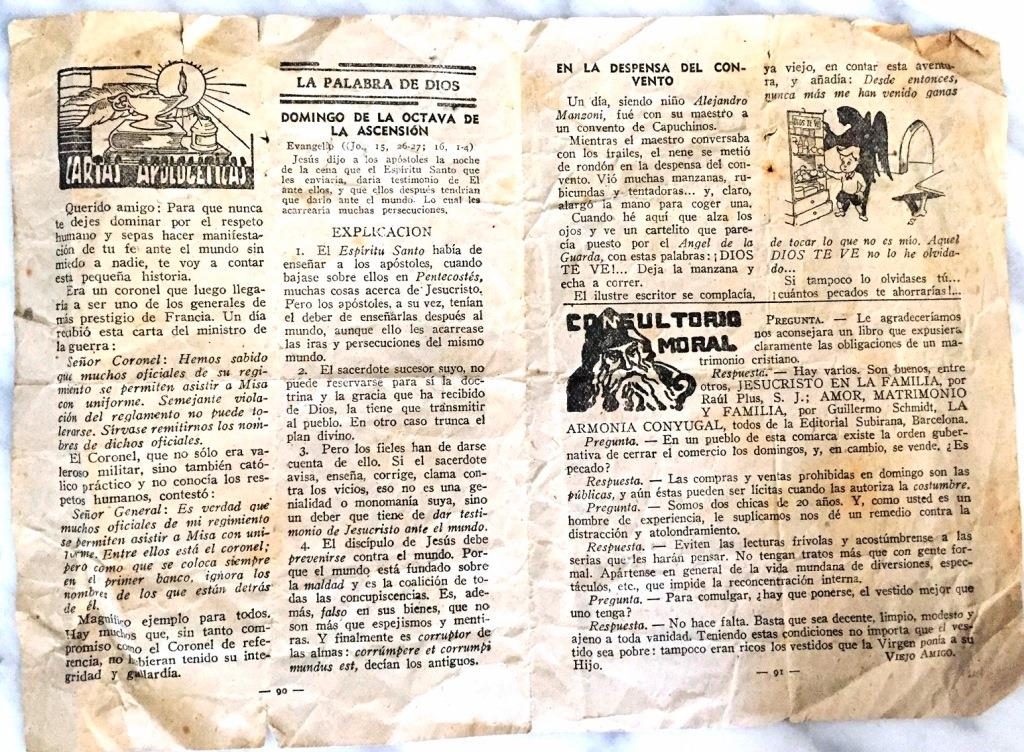 CARTAS APOLOGETICAS
Querido amigo: Para que nunca
te dejes dominar por el respeto
humano y sepas hacer manifesta-
ción de tu fe ante el mundo sin
miedo a nadie, te voy a contar
esta pequeña historia.
Era un coronel que luego llega-
ría a ser uno de los generales de
más prestigio de Francia. Un día
recibió esta carta del ministro de
la guerra:
Señor Coronel: Hemos sabido
que muchos oficiales de su regi-
miento se permiten asistir a Misa
con uniforme. Semejante viola-
ción del reglamento no puede to-
lerarse. Sírvase remitirnos los nom-
bres de dichos oficiales.
El Coronel, que no sólo era va-
leroso militar, sino también cató-
lico práctico y no conocía los res-
petos humanos, contestó:
Señor General: Es verdad que
muchos oficiales de mi regimiento
se permiten asistir a Misa con uni-
forme. Entre ellos está el coronel;
pero como que se coloca siempre
en el primer banco, ignora los
nombres de los que están detrás
de él.
Magnífico ejemplo para todos.
Hay muchos que, sin tanto com-
promiso como el Coronel de refe-
rencia, no hubieran tenido su inte-
gridad y gallardía.
— 90 —
LA PALABRA DE DIOS
DOMINGO DE LA OCTAVA DE
LA ASCENSIÓN
Evangelio ((Jo., 15, 26-27; 16, 1-4)
Jesús dijo a los apóstoles la noche
de la cena que el Espíritu Santo que
les enviaría, daría testimonio de El
ante ellos, y que ellos después tendrían
que darlo ante el mundo. Lo cual les
acarrearía muchas persecuciones.
EXPLICACION
1. El Espíritu Santo había de
enseñar a los apóstoles, cuando
bajase sobre ellos en Pentecostés,
muchas cosas acerca de Jesucristo.
Pero los apóstoles, a su vez, tenían
el deber de enseñarlas después al
mundo, aunque ello les acarrease
las iras y persecuciones del mismo
mundo.
2. El sacerdote sucesor suyo, no
puede reservarse para sí la doc-
trina y la gracia que ha recibido
de Dios, la tiene que transmitir
al pueblo. En otro caso trunca el
plan divino.
3. Pero los fieles han de darse
cuenta de ello. Si el sacerdote
avisa, enseña, corrige, clama con-
tra los vicios, eso no es una ge-
nialidad o monomanía suya, sino
un deber que tiene de dar testi-
monio de Jesucristo ante el mundo.
4. El discípulo de Jesús debe
prevenirse contra el mundo. Por-
que el mundo está fundado sobre
la maldad y es la coalición de to-
das las concupiscencias. Es, ade-
más, falso en sus bienes, que no
son más que espejismos y menti-
ras. Y finalmente es corruptor de
las almas: corrúmpere et corrumpi
mundus est, decían los antiguos.
EN LA DESPENSA DEL CON-
VENTO
Un día, siendo niño Alejandro
Manzoni, fué con su maestro a
un convento de Capuchinos.
Mientras el maestro conversaba
con los frailes, el nene se metió
de rondón en la despensa del con-
vento. Vió muchas manzanas, ru-
bicundas y tentadoras... y, claro,
alargó la mano para coger una.
Cuando hé aquí que alza los
ojos y ve un cartelito que pare-
cía puesto por el Angel de la
Guarda, con estas palabras: ¡DIOS
TE VE!... Deja la manzana y
echa a correr.
El ilustre escritor se complacía,
ya viejo, en contar esta aventu-
ra, y añadía: Desde entonces,
nunca más me han venido ganas
DIOS TE VE
de tocar lo que no es mío. Aquel
DIOS TE VE no lo he olvida-
do...
Si tampoco lo olvidases tú...
¡cuántos pecados te ahorrarías!...
CONSULTORIO
MORAL
PREGUNTA. — Le agradeceríamos
nos aconsejara un libro que expusiera
claramente las obligaciones de un ma-
trimonio cristiano.
Respuesta. — Hay varios. Son buenos, entre
otros, JESUCRISTO EN LA FAMILIA, por
Raúl Plus, S. J.; AMOR, MATRIMONIO
Y FAMILIA, por Guillermo Schmidt, LA
ARMONIA CONYUGAL, todos de la Editorial Subirana, Barcelona.
Pregunta. — En un pueblo de esta comarca existe la orden guber-
nativa de cerrar el comercio los domingos, y, en cambio, se vende. ¿Es
pecado?
Respuesta. — Las compras y ventas prohibidas en domingo son las
públicas, y aún éstas pueden ser lícitas cuando las autoriza la costumbre.
Pregunta. — Somos dos chicas de 20 años. Y, como usted es un
hombre de experiencia, le suplicamos nos dé un remedio contra la
distracción y atolondramiento.
Respuesta. — Eviten las lecturas frívolas y acostúmbrense a las
serias que les harán pensar. No tengan tratos más que con gente for-
mal. Apártense en general de la vida mundana de diversiones, espec-
táculos, etc., que impide la reconcentración interna.
Pregunta. — Para comulgar, ¿hay que ponerse, el vestido mejor que
uno tenga?
Respuesta. — No hace falta. Basta que sea decente, limpio, modesto y
ajeno a toda vanidad. Teniendo estas condiciones no importa que el ves-
tido sea pobre: tampoco eran ricos los vestidos que la Virgen ponía a su
Hijo.
VIEJO AMIGO.
— 91 —